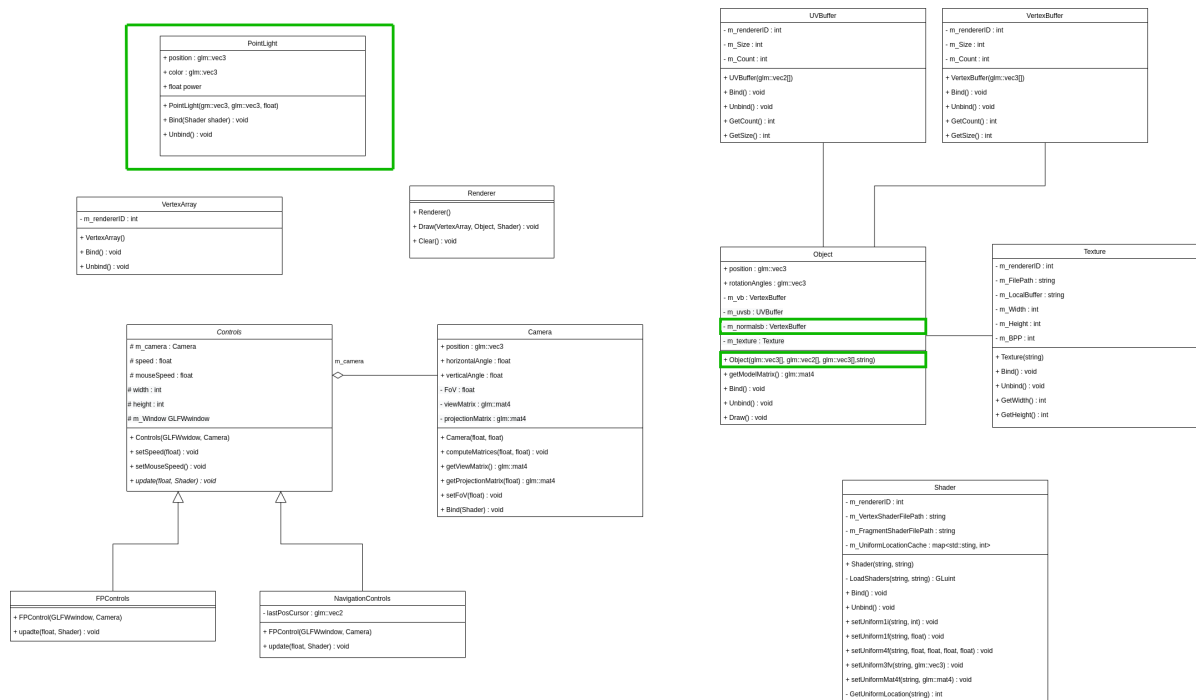 PointLight
+ position : glm::vec3
+ color : glm::vec3
+ float power
+ PointLight(gm::vec3, glm::vec3, float)
+ Bind(Shader shader) : void
+ Unbind() : void
UVBuffer
- m_rendererID : int
- m_Size : int
- m_Count : int
+ UVBuffer(glm::vec2[])
+ Bind() : void
+ Unbind() : void
+ GetCount() : int
+ GetSize() : int
VertexBuffer
- m_rendererID : int
- m_Size : int
- m_Count : int
+ VertexBuffer(glm::vec3[])
+ Bind() : void
+ Unbind() : void
+ GetCount() : int
+ GetSize() : int
VertexArray
- m_rendererID : int
+ VertexArray()
+ Bind() : void
+ Unbind() : void
Renderer
+ Renderer()
+ Draw(VertexArray, Object, Shader) : void
+ Clear() : void
Object
+ position : glm::vec3
+ rotationAngles : glm::vec3
- m_vb : VertexBuffer
- m_uvsb : UVBuffer
- m_normalsb : VertexBuffer
- m_texture : Texture
+ Object(glm::vec3[], glm::vec2[], glm::vec3[],string)
+ getModelMatrix() : glm::mat4
+ Bind() : void
+ Unbind() : void
+ Draw() : void
Texture
- m_rendererID : int
- m_FilePath : string
- m_LocalBuffer : string
- m_Width : int
- m_Height : int
- m_BPP : int
+ Texture(string)
+ Bind() : void
+ Unbind() : void
+ GetWidth() : int
+ GetHeight() : int
Controls
# m_camera : Camera
# speed : float
# mouseSpeed : float
# width : int
# height : int
# m_Window GLFWwindow
+ Controls(GLFWwidow, Camera)
+ setSpeed(float) : void
+ setMouseSpeed() : void
+ update(float, Shader) : void
m_camera
Camera
+ position : glm::vec3
+ horizontalAngle : float
+ verticalAngle : float
- FoV : float
- viewMatrix : glm::mat4
- projectionMatrix : glm::mat4
+ Camera(float, float)
+ computeMatrices(float, float) : void
+ getViewMatrix() : glm::mat4
+ getProjectionMatrix(float) : glm::mat4
+ setFoV(float) : void
+ Bind(Shader) : void
FPControls
+ FPControl(GLFWwindow, Camera)
+ upadte(float, Shader) : void
NavigationControls
- lastPosCursor : glm::vec2
+ FPControl(GLFWwindow, Camera)
+ update(float, Shader) : void
Shader
- m_rendererID : int
- m_VertexShaderFilePath : string
- m_FragmentShaderFilePath : string
- m_UniformLocationCache : map<std::sting, int>
+ Shader(string, string)
- LoadShaders(string, string) : GLuint
+ Bind() : void
+ Unbind() : void
+ setUniform1i(string, int) : void
+ setUniform1f(string, float) : void
+ setUniform4f(string, float, float, float, float) : void
+ setUniform3fv(string, glm::vec3) : void
+ setUniformMat4f(string, glm::mat4) : void
- GetUniformLocation(string) : int